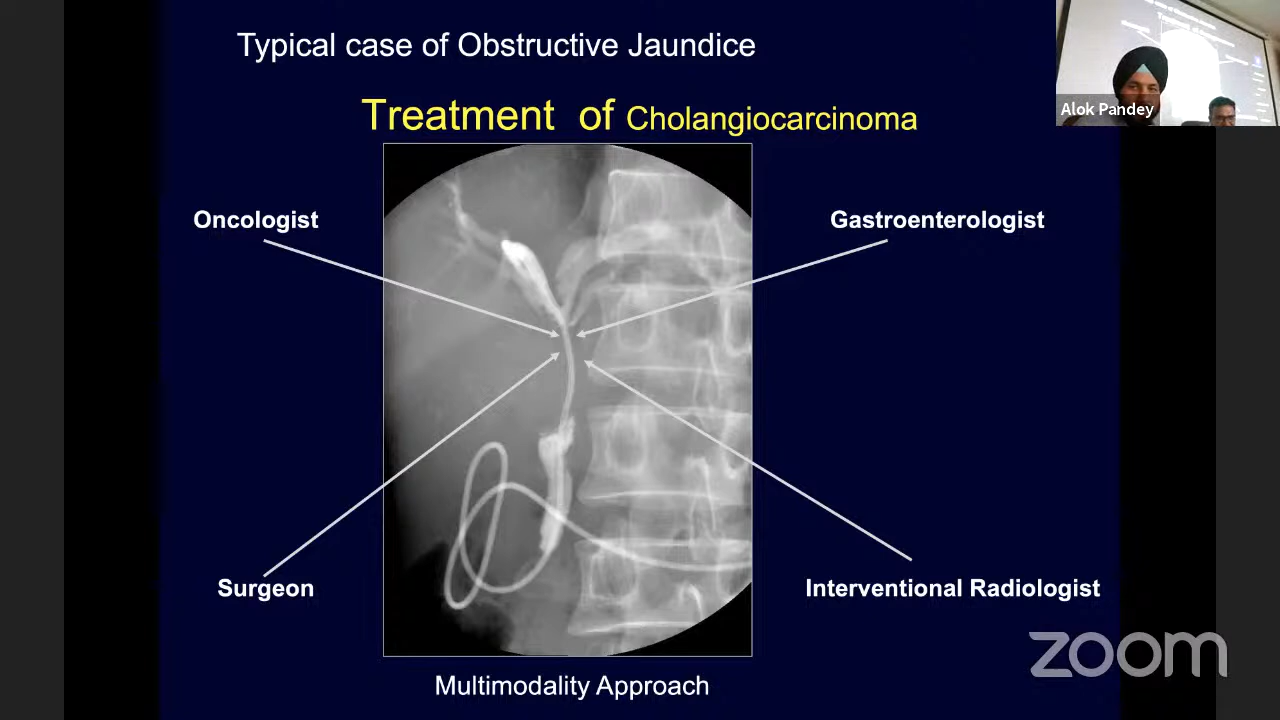 Typical case of Obstructive Jaundice
Treatment of Cholangiocarcinoma
Oncologist
Gastroenterologist
Surgeon
Interventional Radiologist
Multimodality Approach
Alok Pandey
zoom